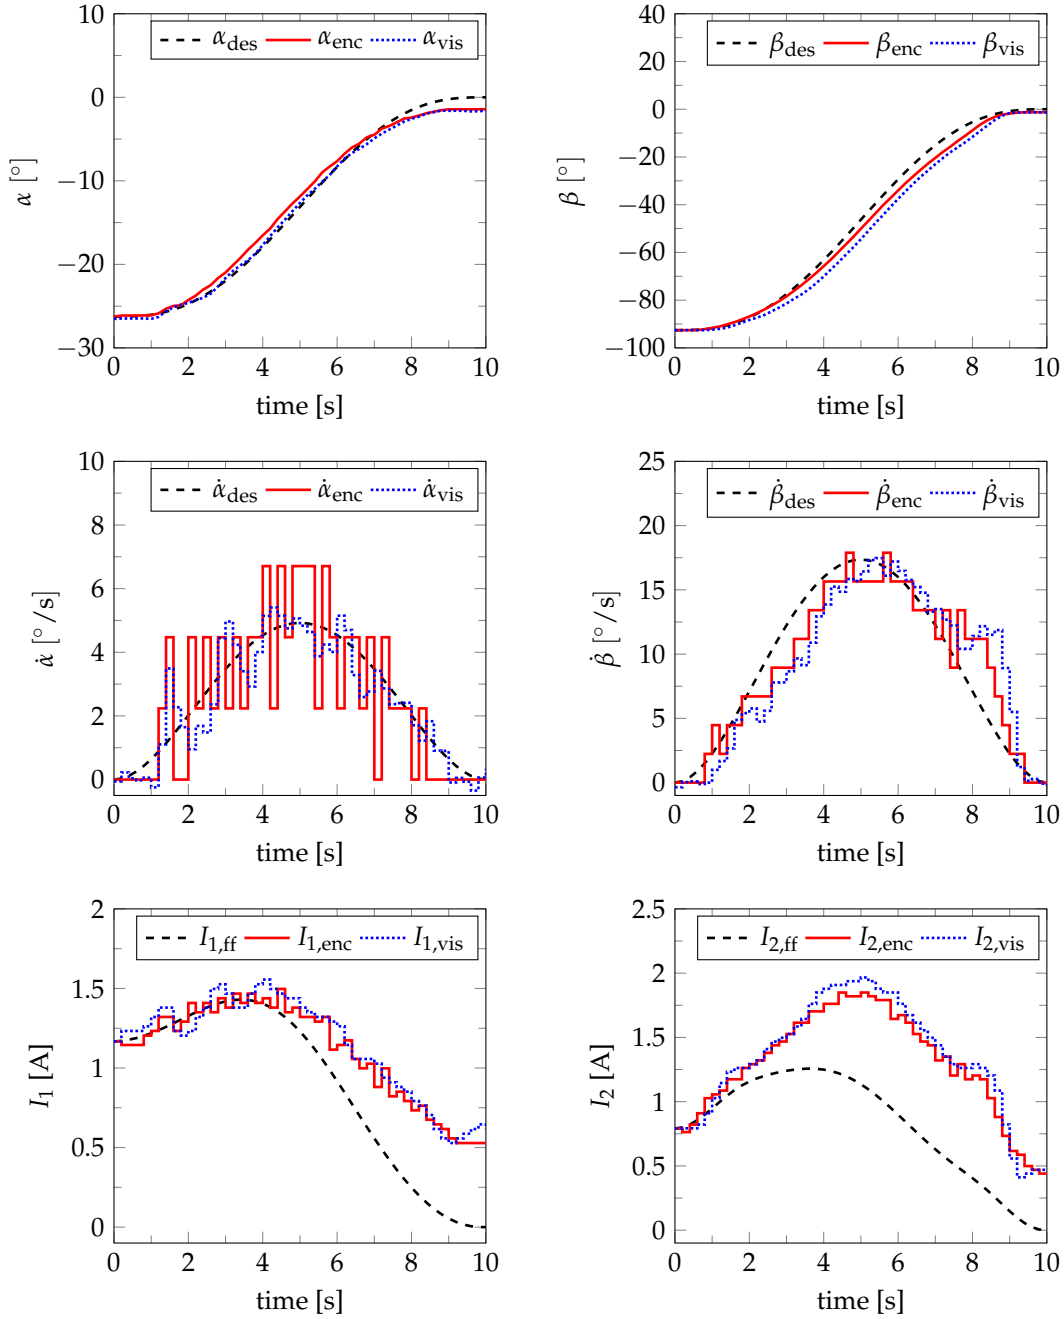 10
0
−10
−20
−30
α [°]
α_des α_enc α_vis
0 2 4 6 8 10
time [s]
40
20
0
−20
−40
−60
−80
−100
β [°]
β_des β_enc β_vis
0 2 4 6 8 10
time [s]
10
8
6
4
2
0
α̇ [°/s]
α̇_des α̇_enc α̇_vis
0 2 4 6 8 10
time [s]
25
20
15
10
5
0
β̇ [°/s]
β̇_des β̇_enc β̇_vis
0 2 4 6 8 10
time [s]
2
1.5
1
0.5
0
I_1 [A]
I_1,ff I_1,enc I_1,vis
0 2 4 6 8 10
time [s]
2.5
2
1.5
1
0.5
0
I_2 [A]
I_2,ff I_2,enc I_2,vis
0 2 4 6 8 10
time [s]